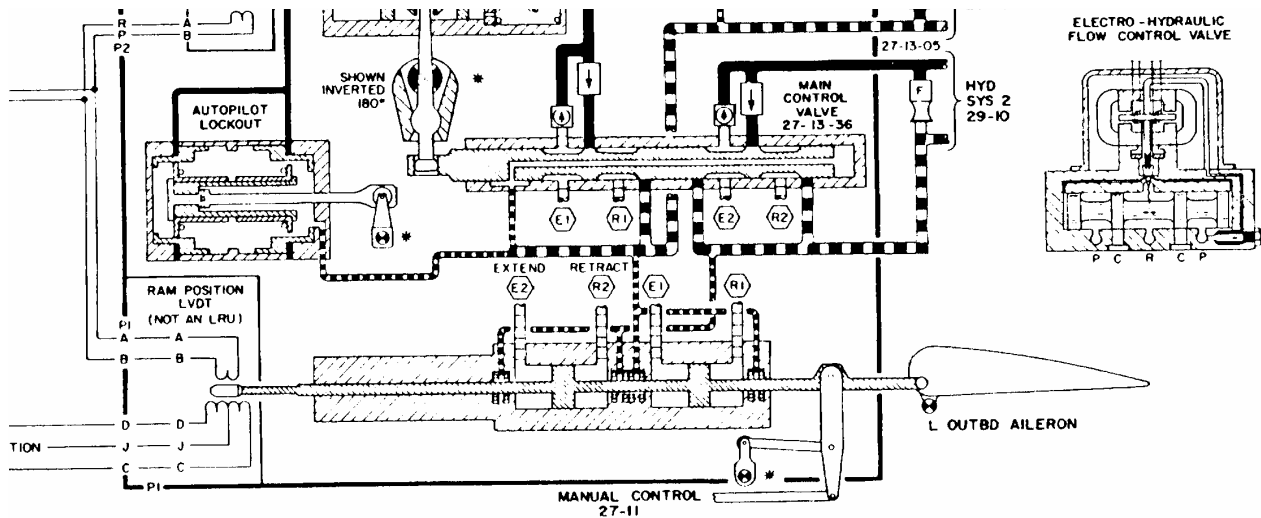 R
A
P
B
P2
SHOWN
INVERTED
180°
*
AUTOPILOT
LOCKOUT
*
27-13-05
MAIN
CONTROL
VALVE
27-13-36
F
HYD
SYS 2
29-10
ELECTRO-HYDRAULIC
FLOW CONTROL VALVE
P C R C P
E1
R1
E2
R2
EXTEND
RETRACT
E2
R2
E1
R1
RAM POSITION
LVDT
(NOT AN LRU)
P1
A A
B B
D D
TION J J
C C
P1
L OUTBD AILERON
*
MANUAL CONTROL
27-11